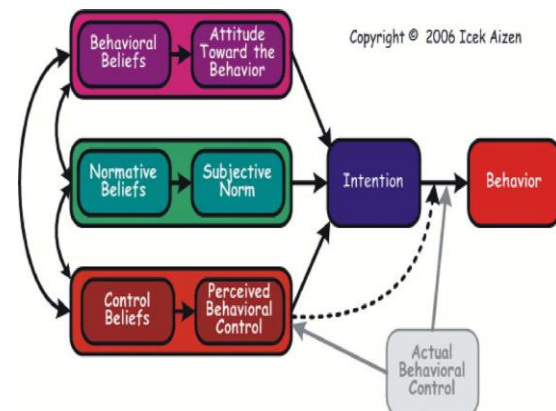 Behavioral
Beliefs
Attitude
Toward the
Behavior
Copyright © 2006 Icek Aizen
Normative
Beliefs
Subjective
Norm
Intention
Behavior
Control
Beliefs
Perceived
Behavioral
Control
Actual
Behavioral
Control